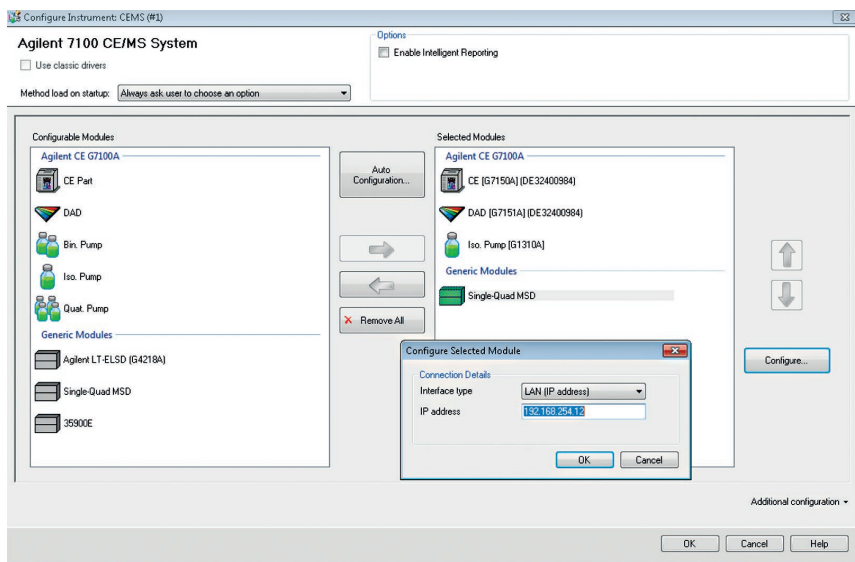 Configure Instrument: CEMS (#1)
Agilent 7100 CE/MS System
Use classic drivers
Method load on startup: Always ask user to choose an option
Options
Enable Intelligent Reporting
Configurable Modules
Agilent CE G7100A
CE Part
DAD
Bin. Pump
Iso. Pump
Quat. Pump
Generic Modules
Agilent LT-ELSD (G4218A)
Single-Quad MSD
35900E
Auto
Configuration...
Remove All
Selected Modules
Agilent CE G7100A
CE [G7150A] (DE32400984)
DAD [G7151A] (DE32400984)
Iso. Pump [G1310A]
Generic Modules
Single-Quad MSD
Configure...
Configure Selected Module
Connection Details
Interface type LAN (IP address)
IP address 192.168.254.12
OK Cancel
Additional configuration
OK Cancel Help